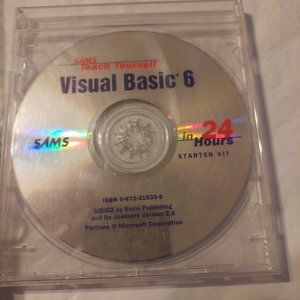 SAMS
Teach Yourself
Visual Basic® 6
SAMS
in 24
Hours
STARTER KIT
ISBN 0-672-31533-5
©2002 by Sams Publishing
and its licensors Version 2.0
Portions © Microsoft Corporation